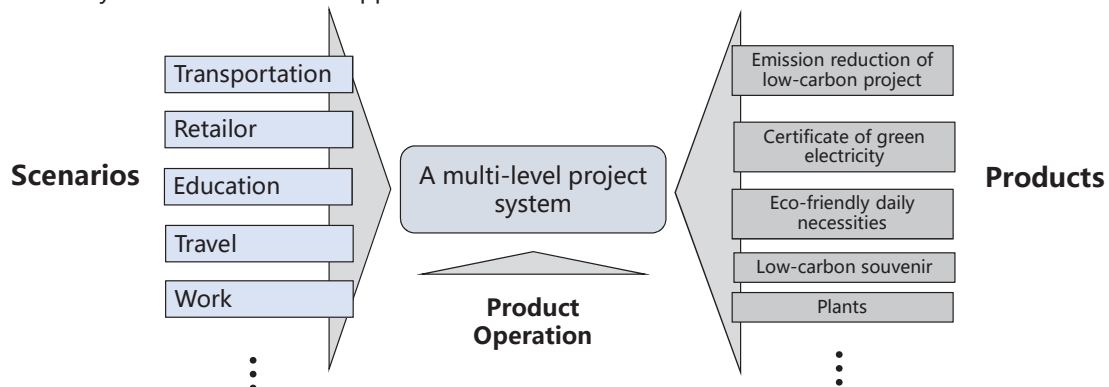 Scenarios
Transportation
Retailor
Education
Travel
Work
A multi-level project
system
Product
Operation
Emission reduction of
low-carbon project
Certificate of green
electricity
Eco-friendly daily
necessities
Low-carbon souvenir
Plants
Products